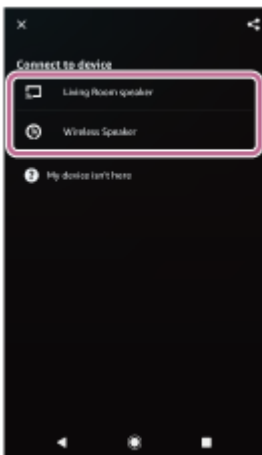 Connect to device
Living Room speaker
Wireless Speaker
My device isn't here